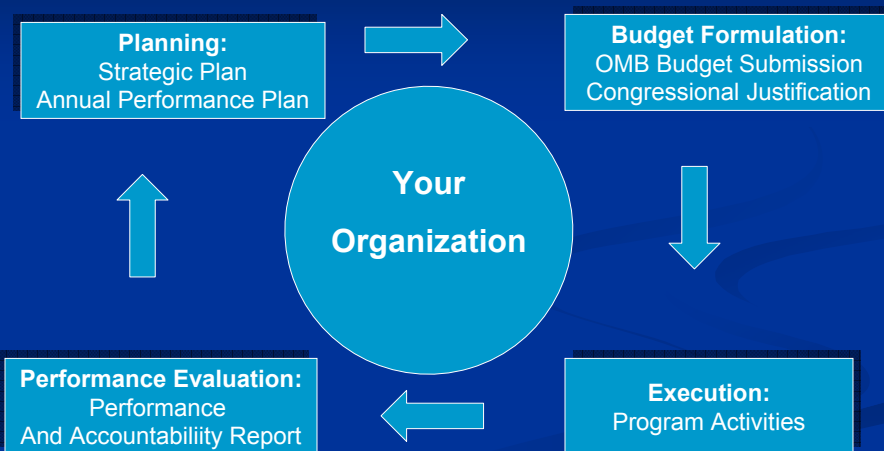 Planning:
Strategic Plan
Annual Performance Plan
Budget Formulation:
OMB Budget Submission
Congressional Justification
Your
Organization
Performance Evaluation:
Performance
And Accountabiliity Report
Execution:
Program Activities